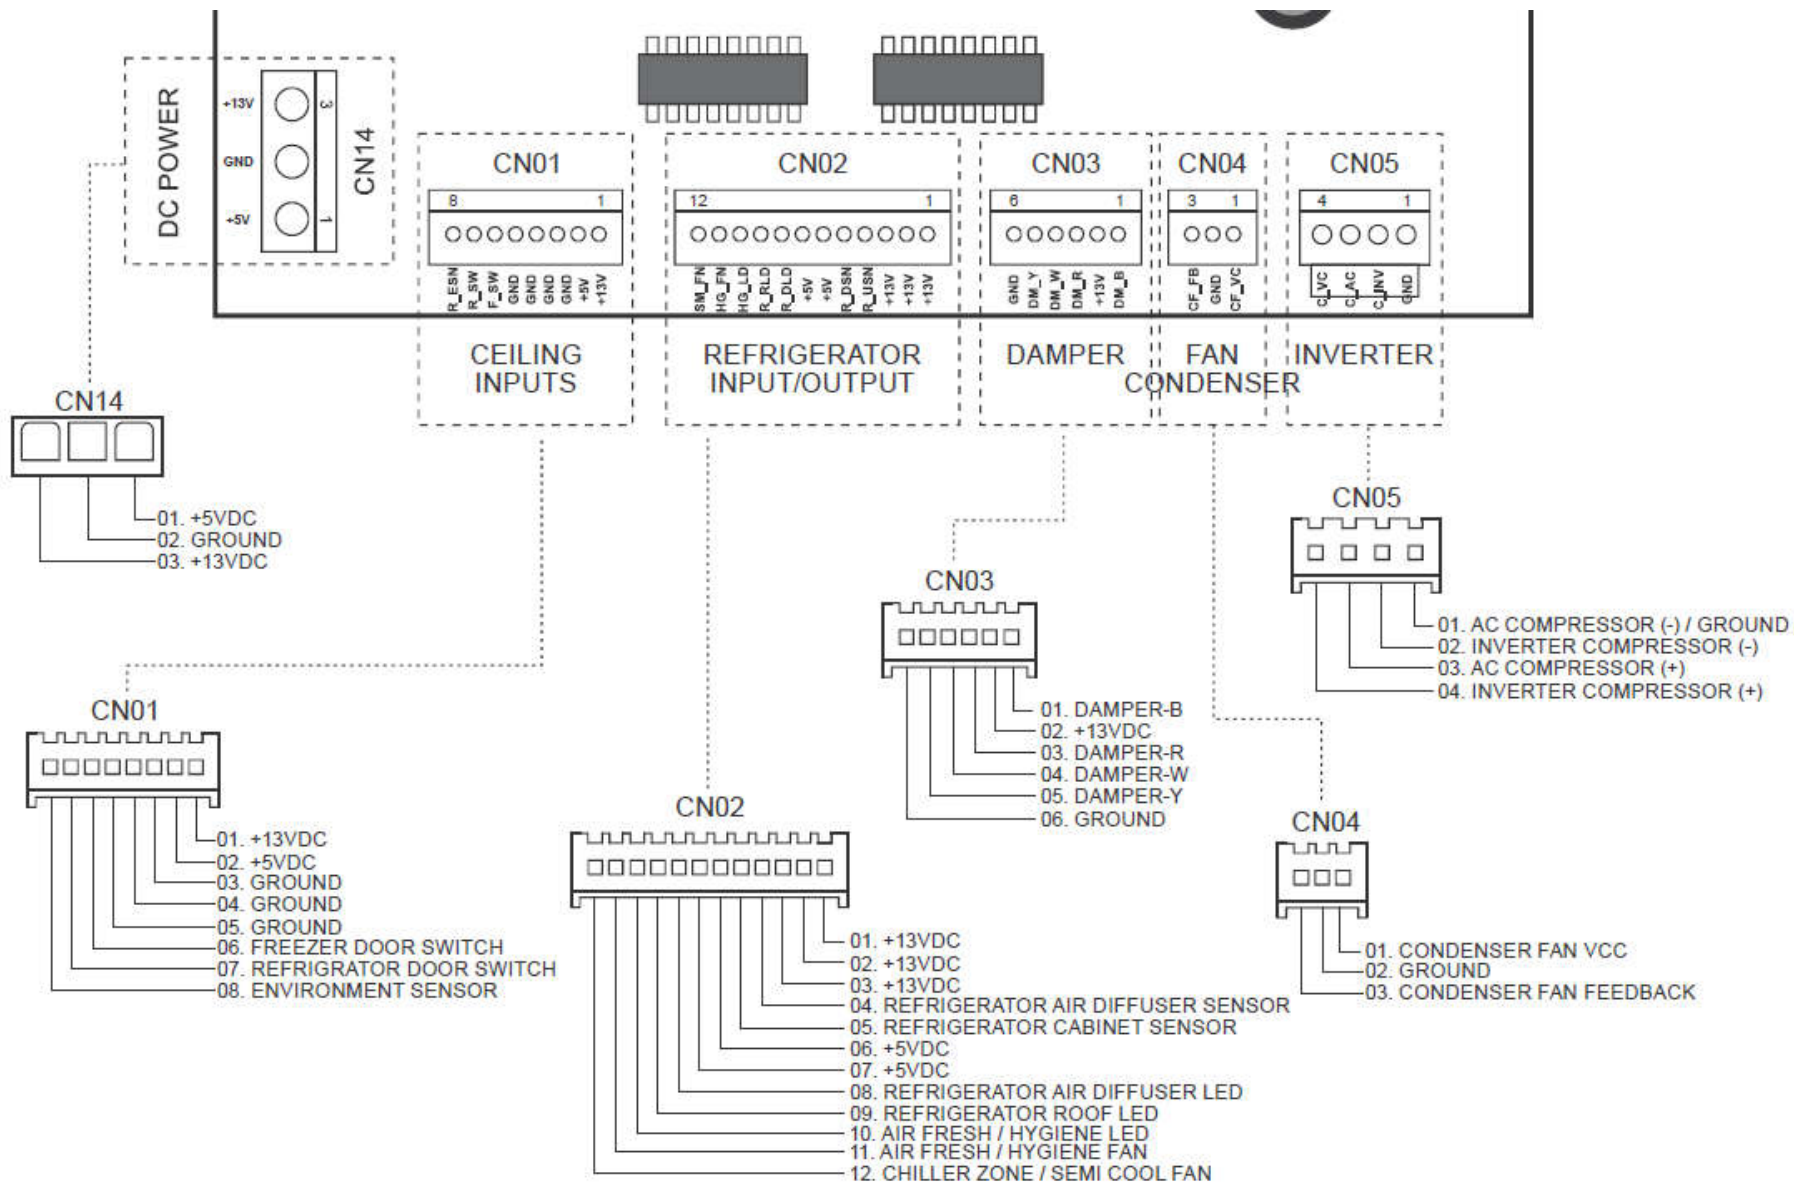 DC POWER
+13V
GND
+5V
3
1
CN14
CN01
8 1
R_ESN
R_SW
F_SW
GND
GND
GND
GND
+5V
+13V
CEILING
INPUTS
CN02
12 1
SM_FN
HG_FN
HG_LD
R_RLD
R_DLD
+5V
+5V
R_DSN
R_USN
+13V
+13V
+13V
REFRIGERATOR
INPUT/OUTPUT
CN03
6 1
GND
DM_Y
DM_W
DM_R
+13V
DM_B
DAMPER
CN04
3 1
CF_FB
GND
CF_VC
FAN
CONDENSER
CN05
4 1
C_VC
C_AC
C_INV
GND
INVERTER
CN14
01. +5VDC
02. GROUND
03. +13VDC
CN01
01. +13VDC
02. +5VDC
03. GROUND
04. GROUND
05. GROUND
06. FREEZER DOOR SWITCH
07. REFRIGRATOR DOOR SWITCH
08. ENVIRONMENT SENSOR
CN02
01. +13VDC
02. +13VDC
03. +13VDC
04. REFRIGERATOR AIR DIFFUSER SENSOR
05. REFRIGERATOR CABINET SENSOR
06. +5VDC
07. +5VDC
08. REFRIGERATOR AIR DIFFUSER LED
09. REFRIGERATOR ROOF LED
10. AIR FRESH / HYGIENE LED
11. AIR FRESH / HYGIENE FAN
12. CHILLER ZONE / SEMI COOL FAN
CN03
01. DAMPER-B
02. +13VDC
03. DAMPER-R
04. DAMPER-W
05. DAMPER-Y
06. GROUND
CN05
01. AC COMPRESSOR (-) / GROUND
02. INVERTER COMPRESSOR (-)
03. AC COMPRESSOR (+)
04. INVERTER COMPRESSOR (+)
CN04
01. CONDENSER FAN VCC
02. GROUND
03. CONDENSER FAN FEEDBACK